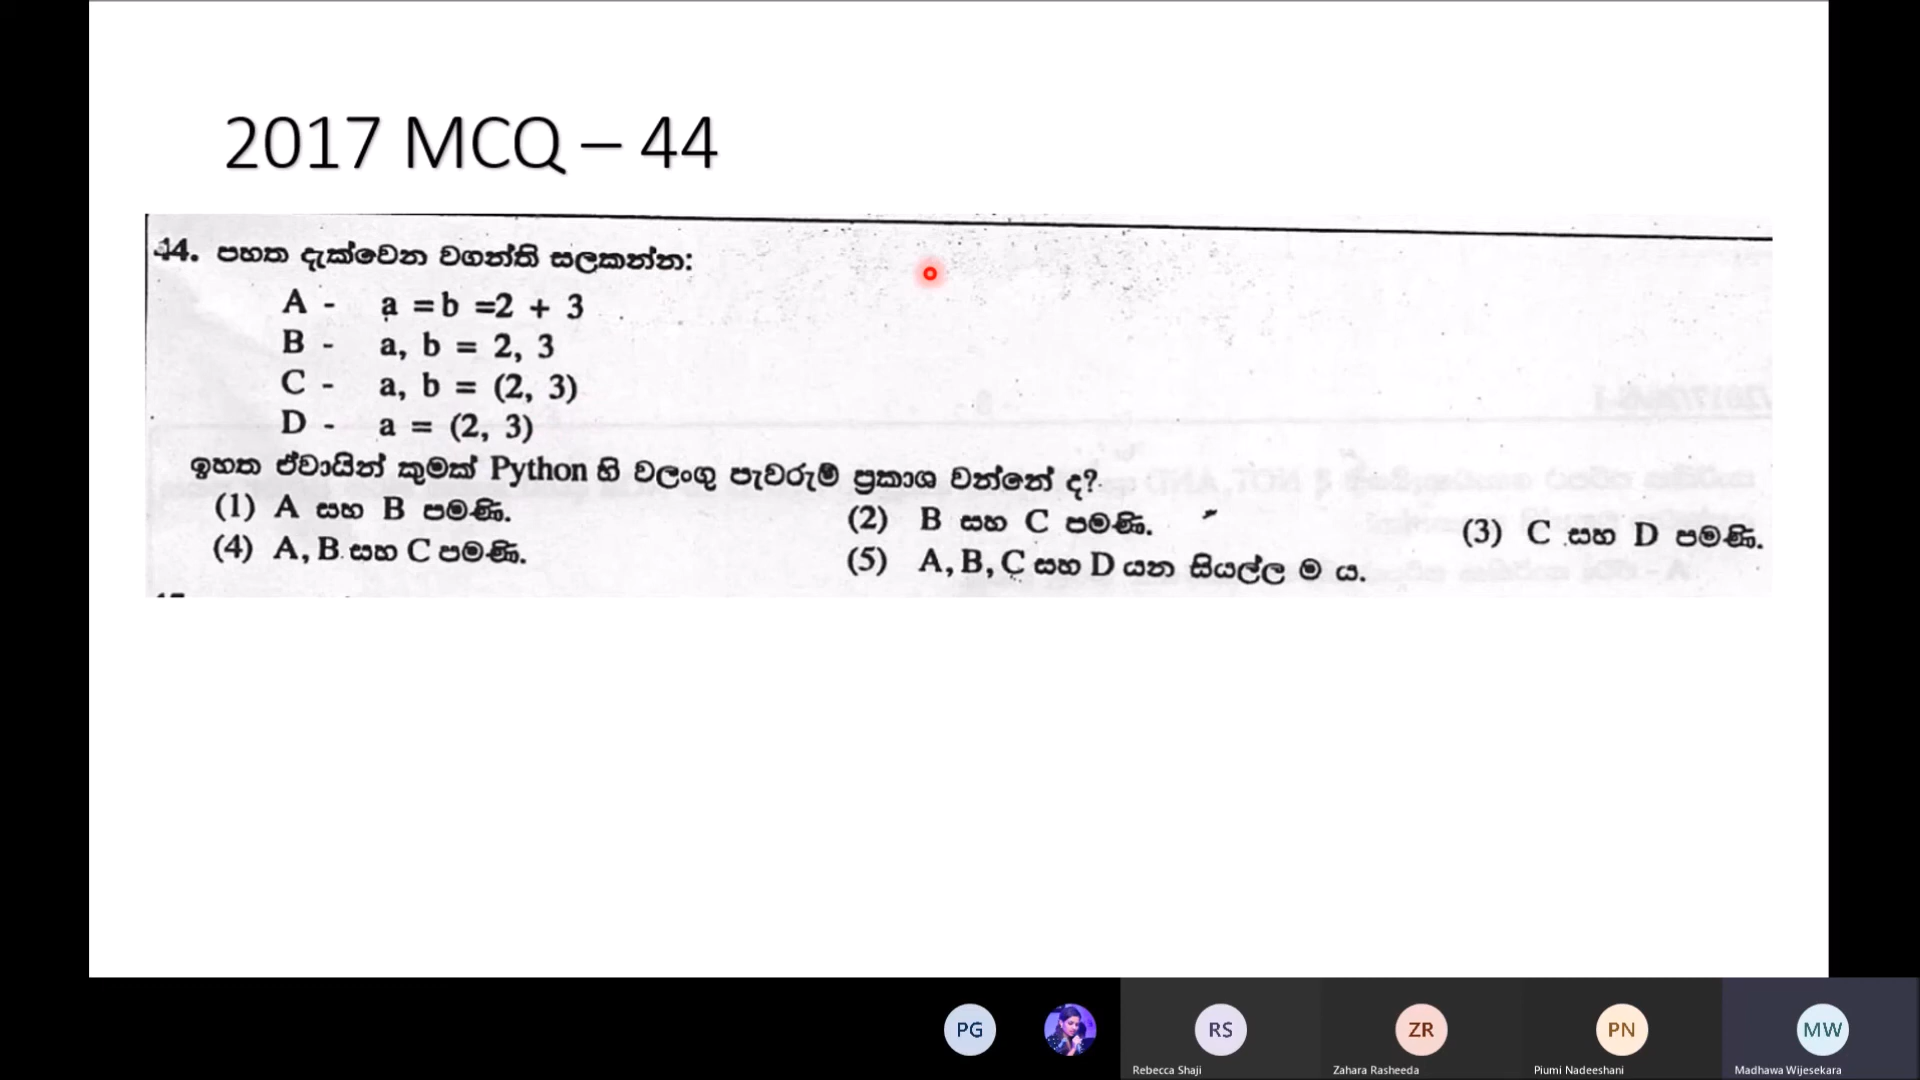 2017 MCQ – 44
44. පහත දැක්වෙන වගන්ති සලකන්න:
A - a =b =2 + 3
B - a, b = 2, 3
C - a, b = (2, 3)
D - a = (2, 3)
ඉහත ඒවායින් කුමක් Python හි වලංගු පැවරුම් ප්‍රකාශ වන්නේ ද?
(1) A සහ B පමණි. (2) B සහ C පමණි. (3) C සහ D පමණි.
(4) A, B සහ C පමණි. (5) A, B, C සහ D යන සියල්ල ම ය.
PG RS ZR PN MW
Rebecca Shaji Zahara Rasheeda Piumi Nadeeshani Madhawa Wijesekara